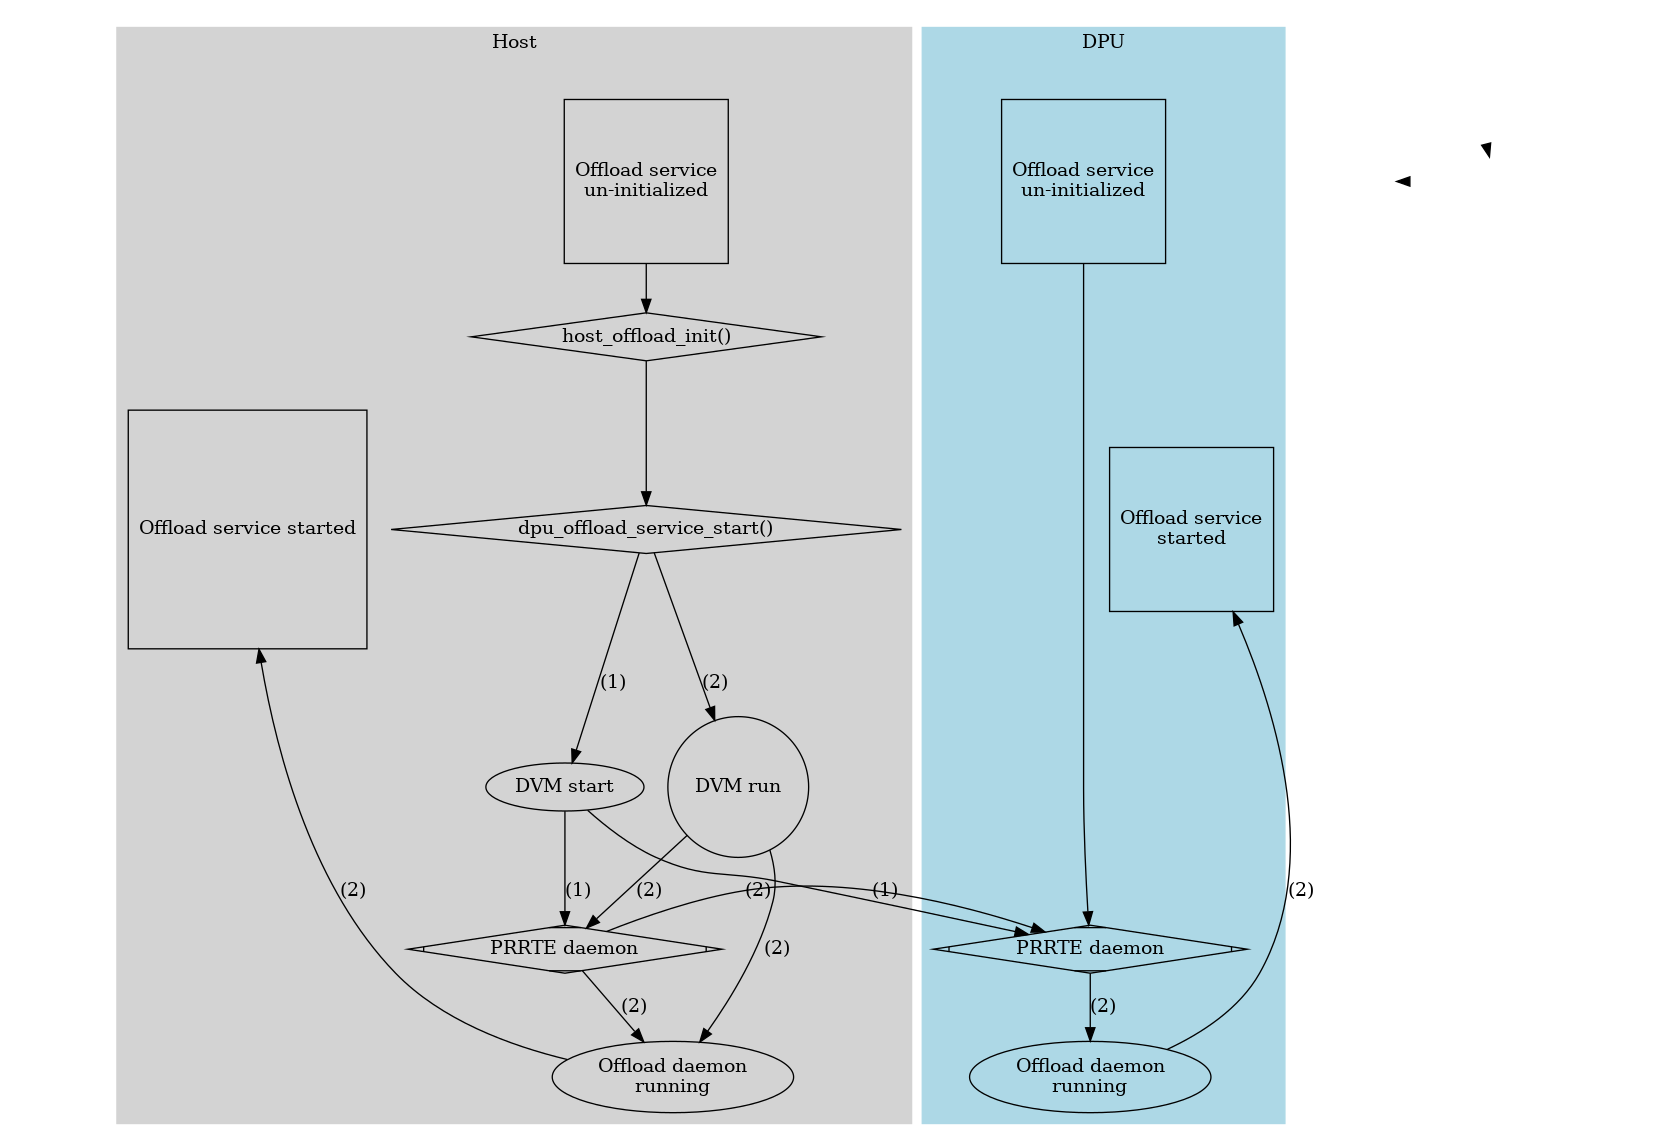 Host
DPU
Offload service
un-initialized
Offload service
un-initialized
host_offload_init()
Offload service started
dpu_offload_service_start()
Offload service
started
(1)
(2)
DVM start
DVM run
(2)
(1)
(2)
(2)
(1)
(2)
PRRTE daemon
(2)
PRRTE daemon
(2)
(2)
Offload daemon
running
Offload daemon
running